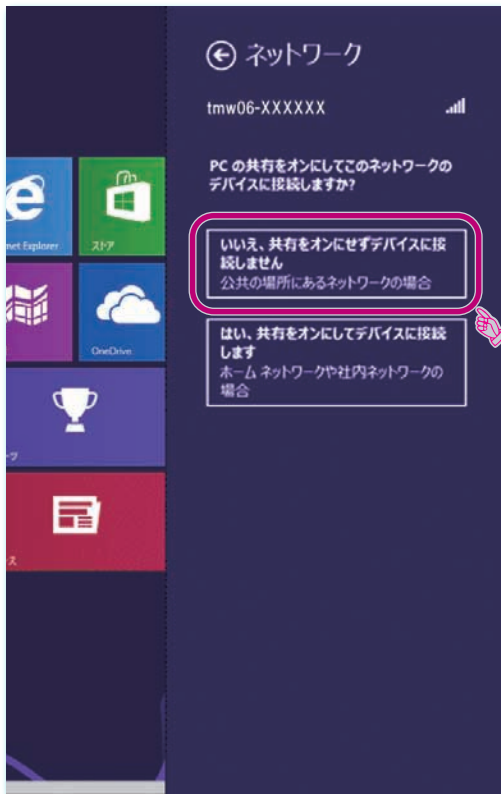 ネットワーク
tmw06-XXXXXX
PC の共有をオンにしてこのネットワークの
デバイスに接続しますか?
いいえ、共有をオンにせずデバイスに接
続しません
公共の場所にあるネットワークの場合
はい、共有をオンにしてデバイスに接続
します
ホーム ネットワークや社内ネットワークの
場合
net Explorer
ストア
OneDrive
ーツ
ース